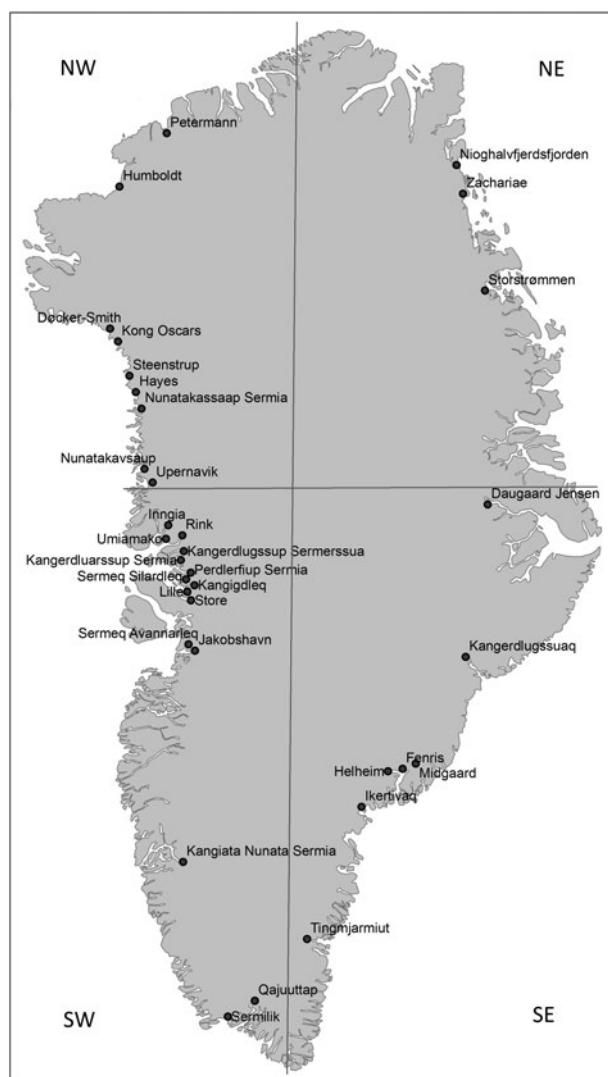 NW
NE
Petermann
Nioghalvfjerdsfjorden
Humboldt
Zachariae
Storstrømmen
Døcker-Smith
Kong Oscars
Steenstrup
Hayes
Nunatakassaap Sermia
Nunatakavsaup
Upernavik
Daugaard Jensen
Inngia
Rink
Umiamako
Kangerdlugssup Sermerssua
Kangerdluarssup Sermia
Perdlerfiup Sermia
Sermeq Silardleq
Kangigdleq
Lille
Store
Sermeq Avannarleq
Jakobshavn
Kangerdlugssuaq
Fenris
Helheim
Midgaard
Ikertivaq
Kangiata Nunata Sermia
Tingmjarmiut
Qajuuttap
Sermilik
SW
SE